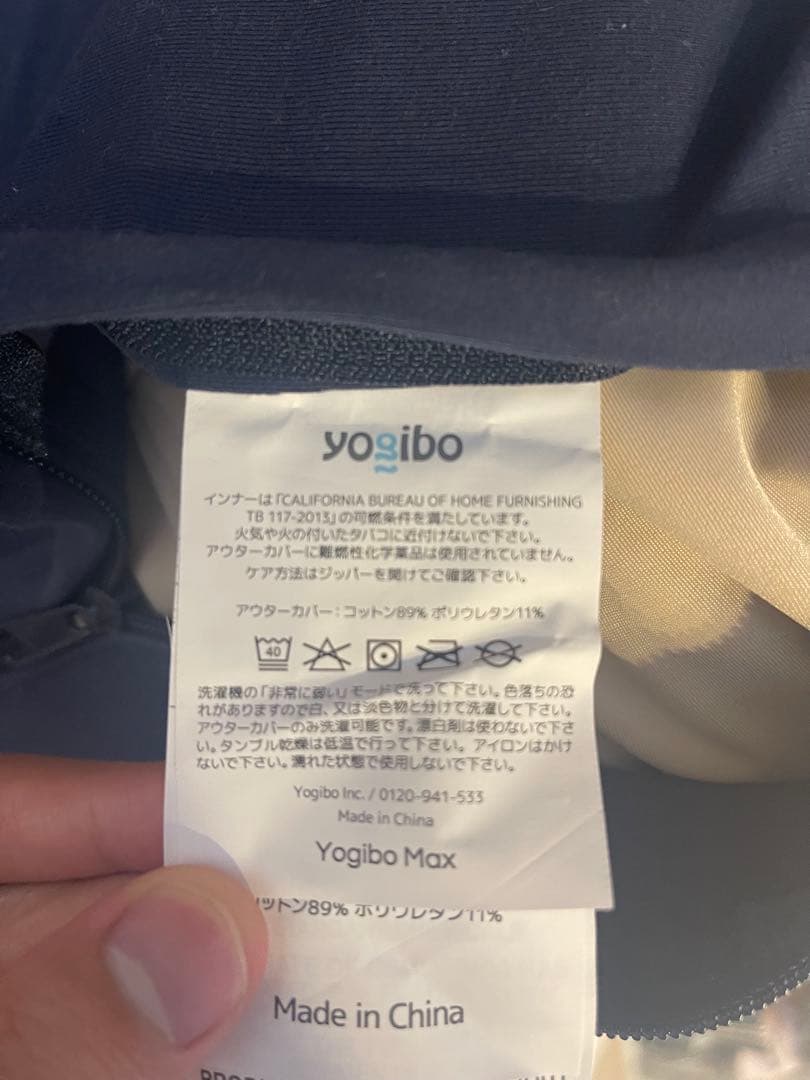 yogibo
インナーは「CALIFORNIA BUREAU OF HOME FURNISHING
TB 117-2013」の可燃条件を満たしています。
火気や火の付いたタバコに近付けないで下さい。
アウターカバーに難燃性化学薬品は使用されていません。
ケア方法はジッパーを開けてご確認下さい。
アウターカバー：コットン89% ポリウレタン11%
40
洗濯機の「非常に弱い」モードで洗って下さい。色落ちの恐
れがありますので白、又は淡色物と分けて洗濯して下さい。
アウターカバーのみ洗濯可能です。漂白剤は使わないで下さ
い。タンブル乾燥は低温で行って下さい。アイロンはかけ
ないで下さい。濡れた状態で使用しないで下さい。
Yogibo Inc. / 0120-941-533
Made in China
Yogibo Max
ットン89% ポリウレタン11%
Made in China